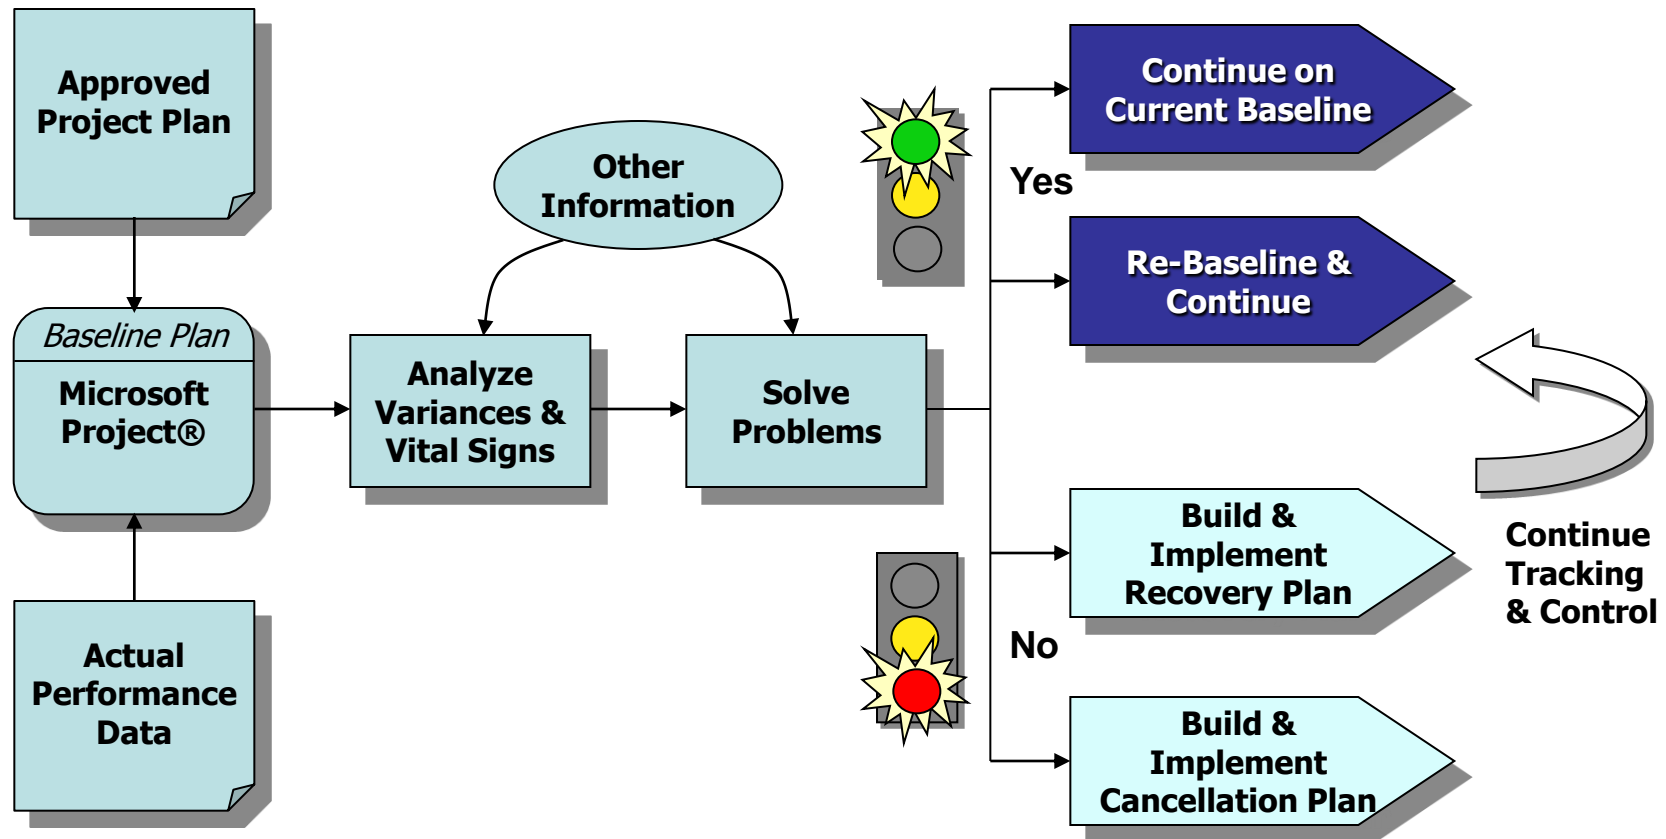 Approved
Project Plan
Baseline Plan
Microsoft
Project®
Actual
Performance
Data
Other
Information
Analyze
Variances &
Vital Signs
Solve
Problems
Yes
No
Continue on
Current Baseline
Re-Baseline &
Continue
Build &
Implement
Recovery Plan
Build &
Implement
Cancellation Plan
Continue
Tracking
& Control